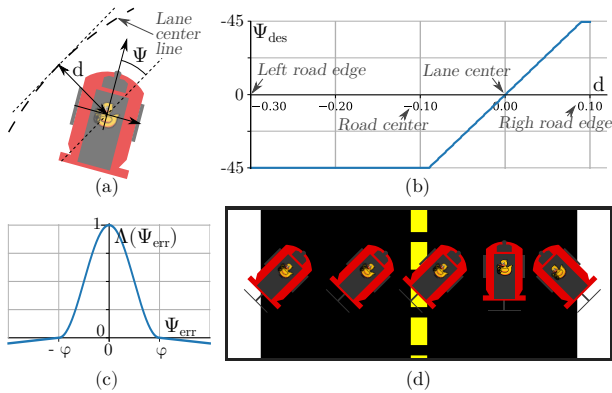 Lane
center
line
Ψ
d
(a)
-45
Ψdes
Left road edge
Lane center
0
d
-0.30
-0.20
-0.10
0.00
0.10
Road center
Righ road edge
-45
(b)
1
Λ(Ψerr)
0
Ψerr
- φ
0
φ
(c)
(d)